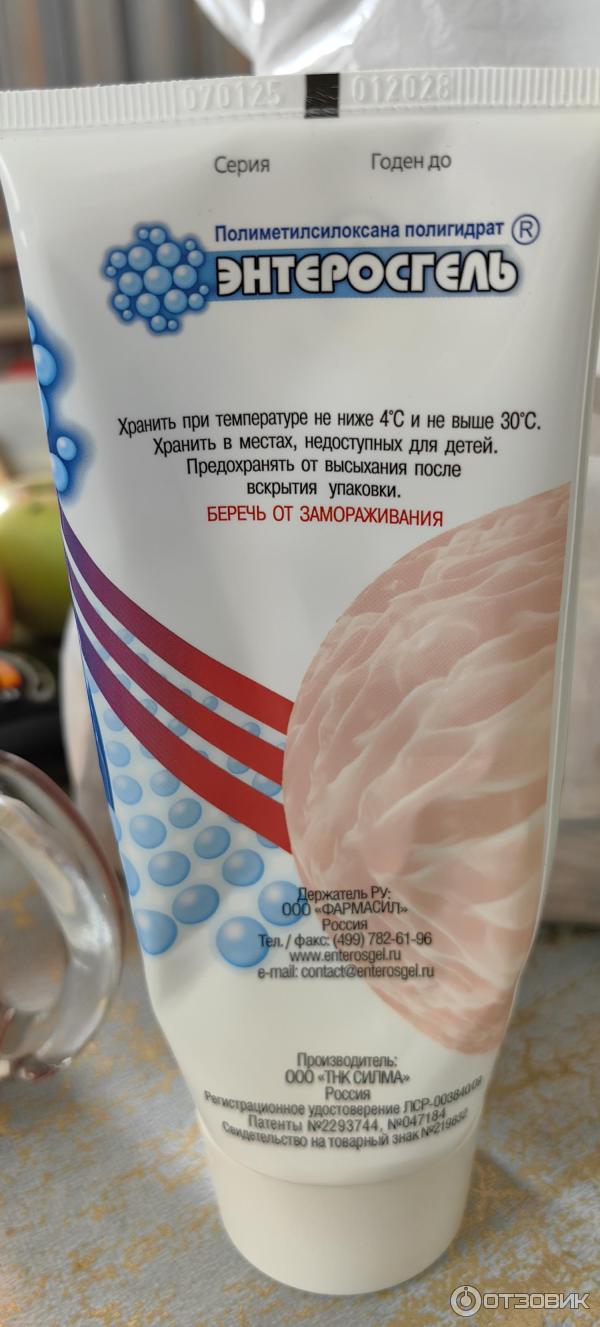 070125 012028
Серия Годен до
Полиметилсилоксана полигидрат ®
ЭНТЕРОСГЕЛЬ
Хранить при температуре не ниже 4°С и не выше 30°С.
Хранить в местах, недоступных для детей.
Предохранять от высыхания после
вскрытия упаковки.
БЕРЕЧЬ ОТ ЗАМОРАЖИВАНИЯ
Держатель РУ:
ООО «ФАРМАСИЛ»
Россия
Тел. / факс: (499) 782-61-96
www.enterosgel.ru
e-mail: contact@enterosgel.ru
Производитель:
ООО «ТНК СИЛМА»
Россия
Регистрационное удостоверение ЛСР-003840/09
Патенты №2293744, №047184
Свидетельство на товарный знак №219652
ОТЗОВИК